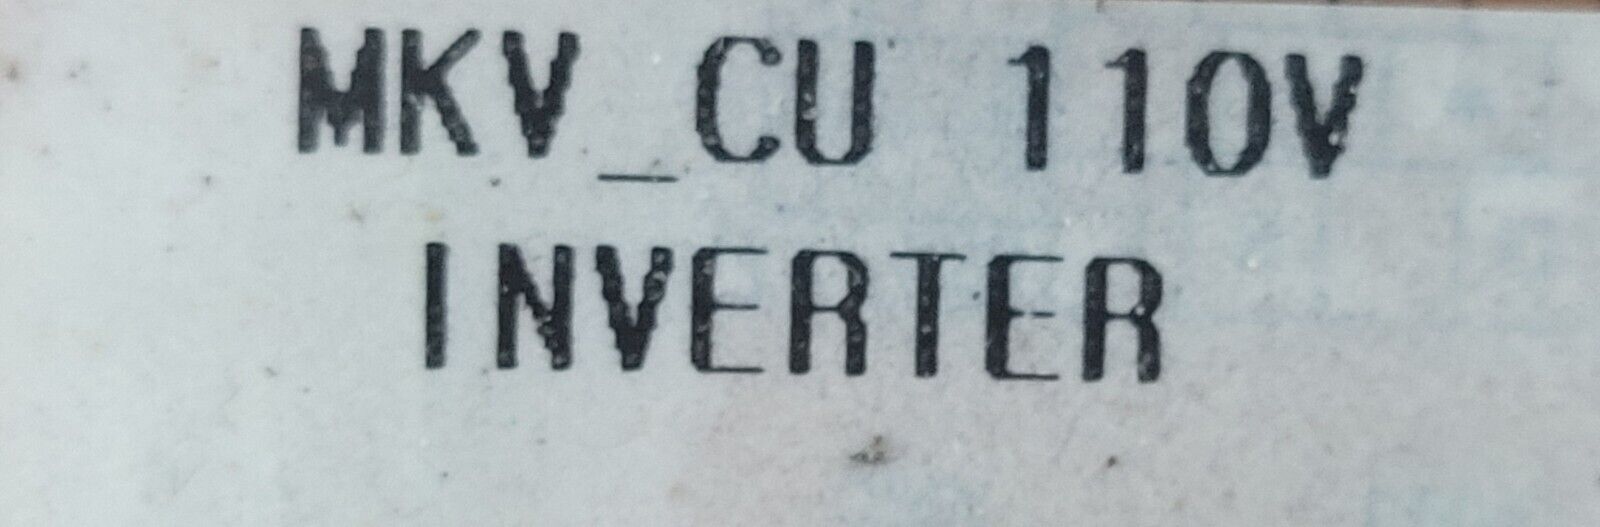 MKV_CU 110V
INVERTER